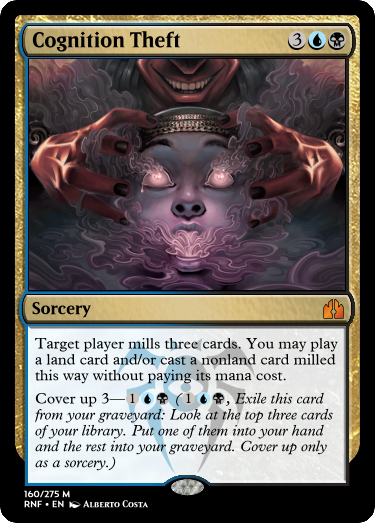 Cognition Theft 3
Sorcery
Target player mills three cards. You may play
a land card and/or cast a nonland card milled
this way without paying its mana cost.
Cover up 3—1 (1 , Exile this card
from your graveyard: Look at the top three cards
of your library. Put one of them into your hand
and the rest into your graveyard. Cover up only
as a sorcery.)
160/275 M
RNF • EN Alberto Costa